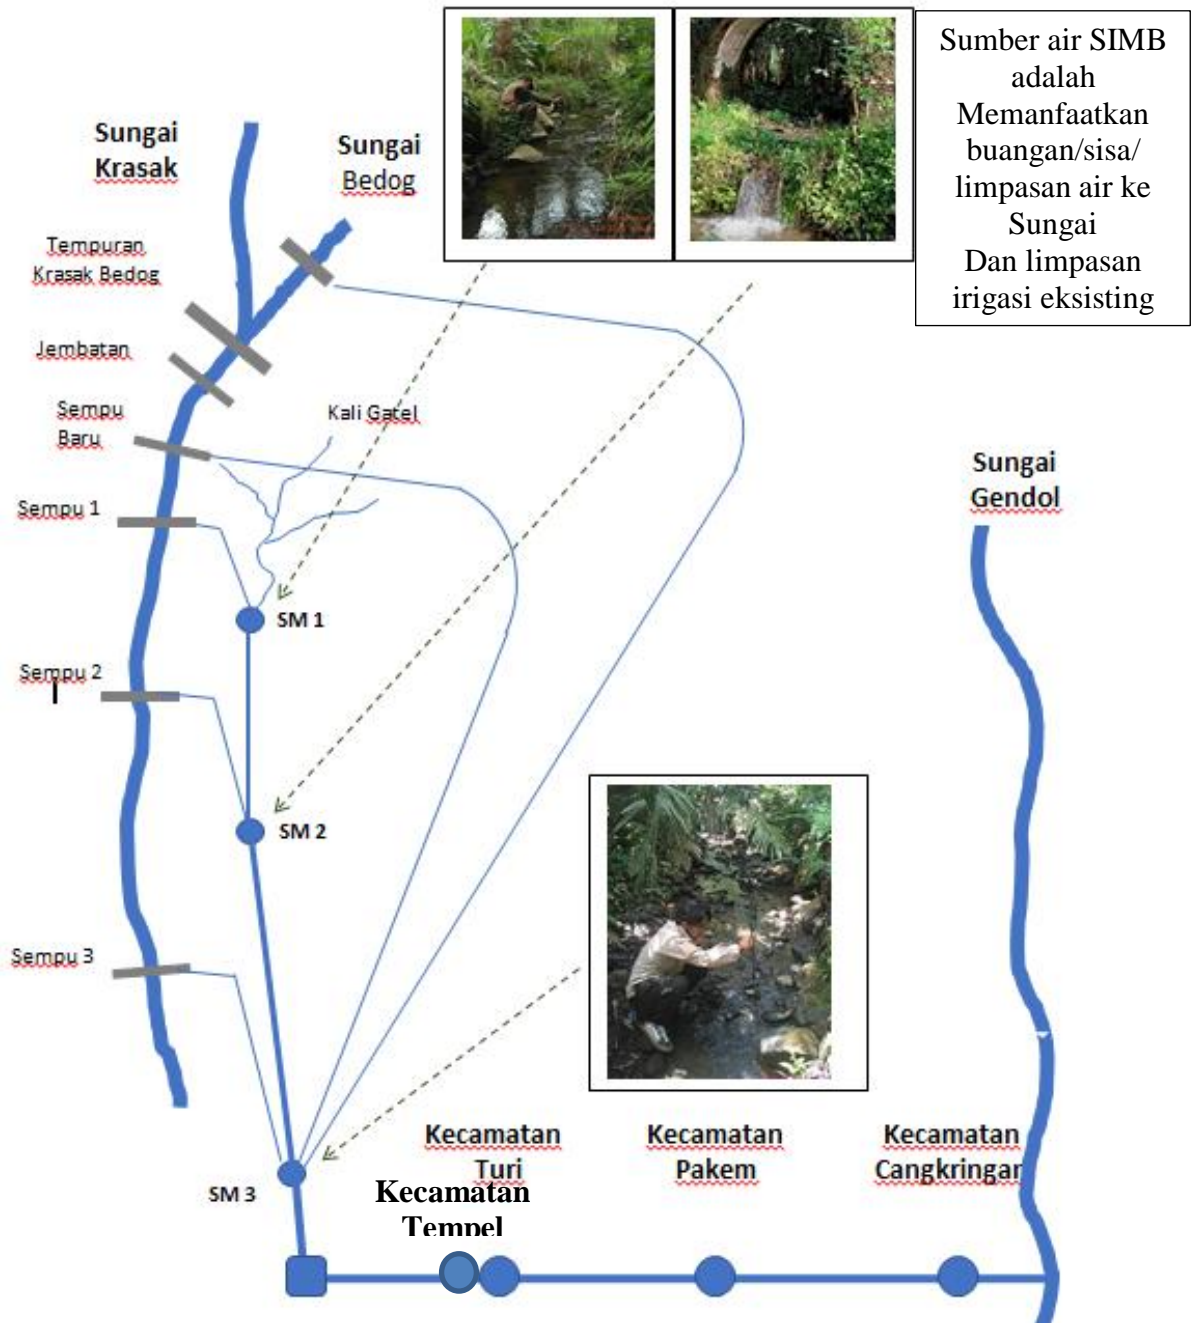 Sumber air SIMB
adalah
Memanfaatkan
buangan/sisa/
limpasan air ke
Sungai
Dan limpasan
irigasi eksisting
Sungai
Krasak
Sungai
Bedog
Tempuran
Krasak Bedog
Jembatan
Sempu
Baru
Kali Gatel
Sempu 1
Sungai
Gendol
SM 1
Sempu 2
SM 2
Sempu 3
Kecamatan
Turi
Kecamatan
Pakem
Kecamatan
Cangkringan
SM 3
Kecamatan
Tempel